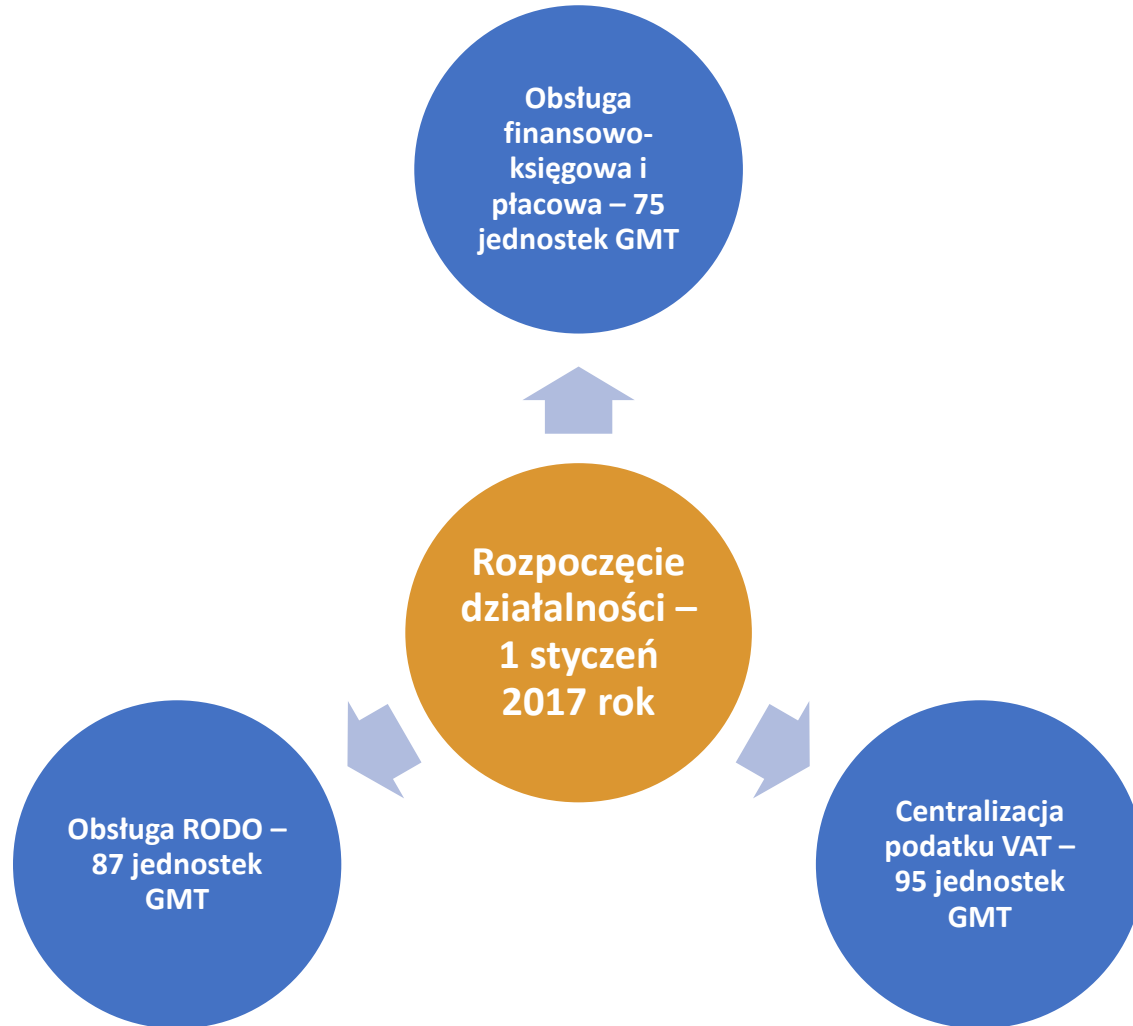 Obsługa
finansowo-
księgowa i
płacowa – 75
jednostek GMT
Rozpoczęcie
działalności –
1 styczeń
2017 rok
Obsługa RODO –
87 jednostek
GMT
Centralizacja
podatku VAT –
95 jednostek
GMT